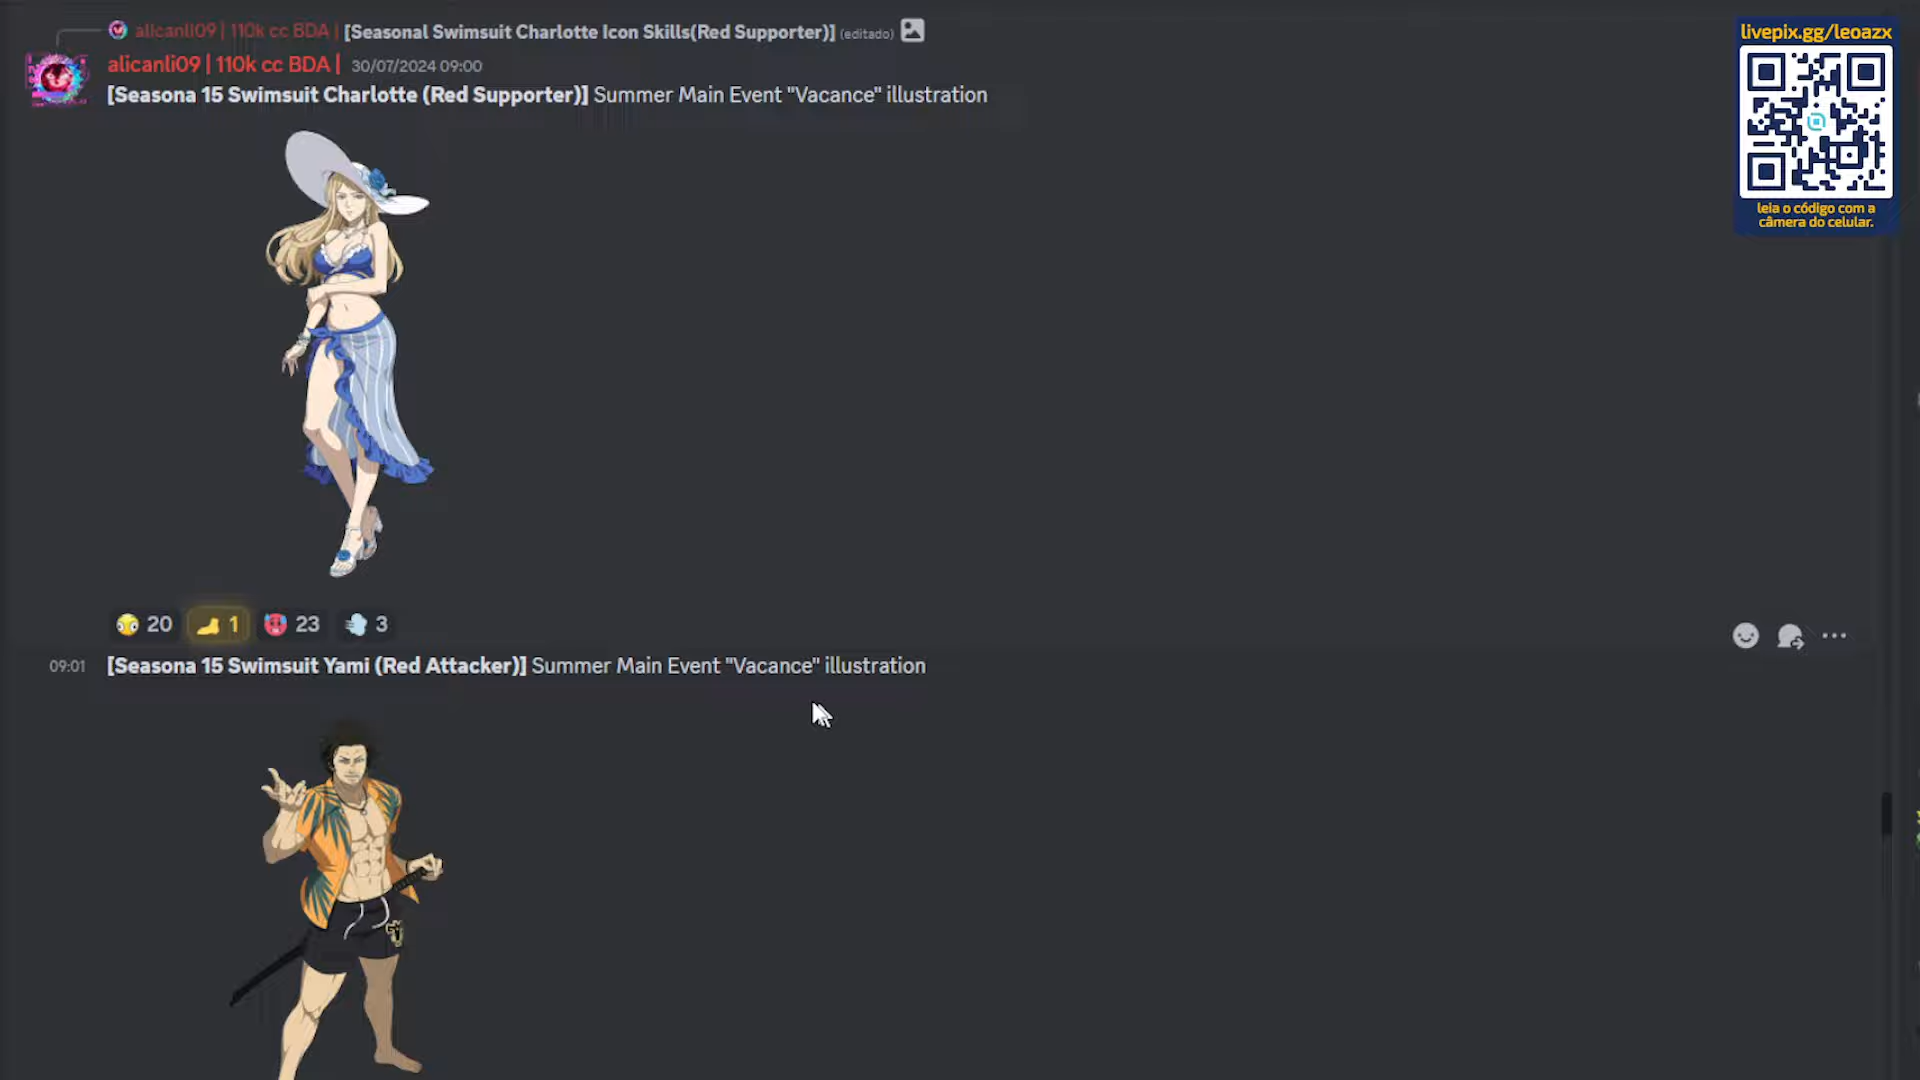 alicanli09 | 110k cc BDA | [Seasonal Swimsuit Charlotte Icon Skills(Red Supporter)] (editado)
alicanli09 | 110k cc BDA | 30/07/2024 09:00
[Seasona 15 Swimsuit Charlotte (Red Supporter)] Summer Main Event "Vacance" illustration
livepix.gg/leoazx
leia o código com a
câmera do celular.
20 1 23 3
09:01 [Seasona 15 Swimsuit Yami (Red Attacker)] Summer Main Event "Vacance" illustration